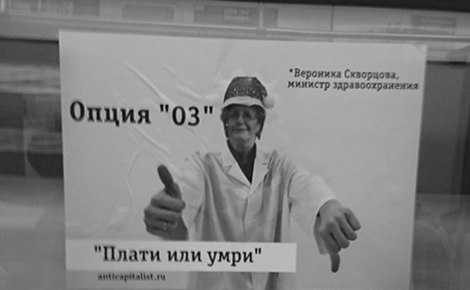 *Вероника Скворцова,
министр здравоохранения
Опция "03"
"Плати или умри"
anticapitalist.ru